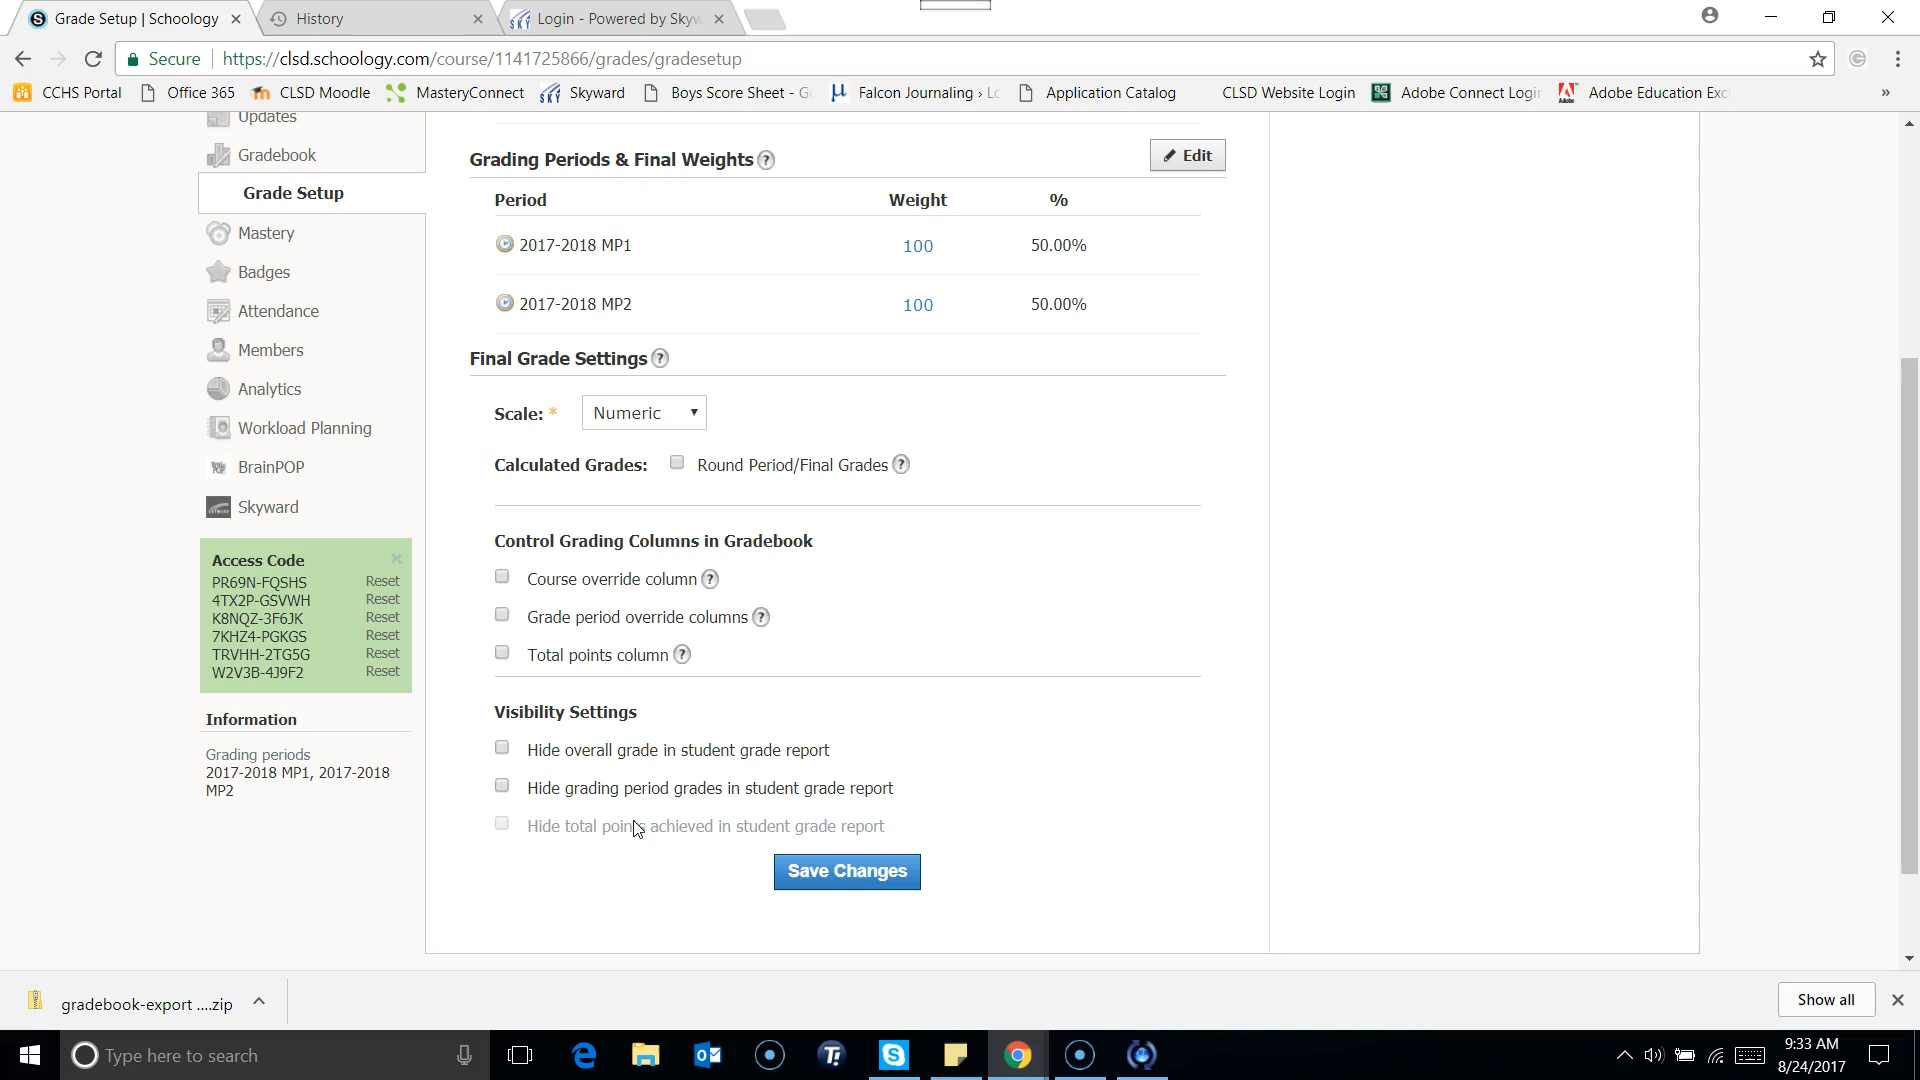 Grade Setup | Schoology
History
Login - Powered by Skyw
Secure
https://clsd.schoology.com/course/1141725866/grades/gradesetup
CCHS Portal
Office 365
CLSD Moodle
MasteryConnect
Skyward
Boys Score Sheet - G
Falcon Journaling › Lo
Application Catalog
CLSD Website Login
Adobe Connect Login
Adobe Education Exc
»
Updates
Gradebook
Grade Setup
Mastery
Badges
Attendance
Members
Analytics
Workload Planning
BrainPOP
Skyward
Access Code
PR69N-FQSHS Reset
4TX2P-GSVWH Reset
K8NQZ-3F6JK Reset
7KHZ4-PGKGS Reset
TRVHH-2TG5G Reset
W2V3B-4J9F2 Reset
Information
Grading periods
2017-2018 MP1, 2017-2018
MP2
Grading Periods & Final Weights ?
Edit
Period Weight %
2017-2018 MP1 100 50.00%
2017-2018 MP2 100 50.00%
Final Grade Settings ?
Scale: * Numeric
Calculated Grades: Round Period/Final Grades ?
Control Grading Columns in Gradebook
Course override column ?
Grade period override columns ?
Total points column ?
Visibility Settings
Hide overall grade in student grade report
Hide grading period grades in student grade report
Hide total points achieved in student grade report
Save Changes
gradebook-export ....zip
Show all
Type here to search
9:33 AM
8/24/2017